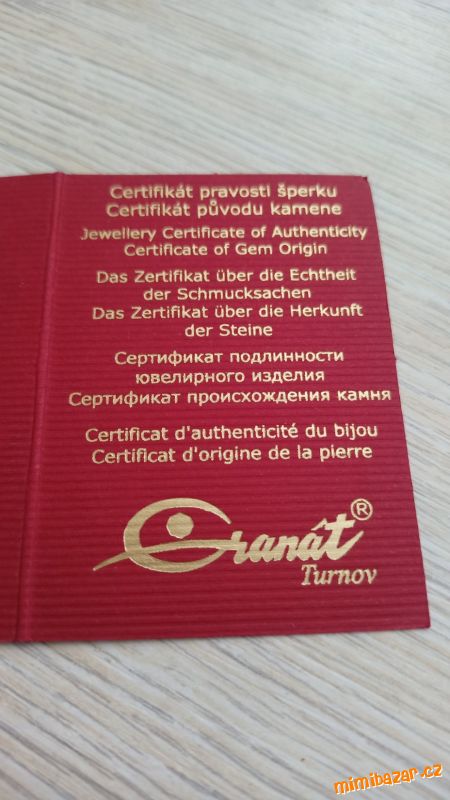 Certifikát pravosti šperku
Certifikát původu kamene
Jewellery Certificate of Authenticity
Certificate of Gem Origin
Das Zertifikat über die Echtheit
der Schmucksachen
Das Zertifikat über die Herkunft
der Steine
Сертификат подлинности
ювелирного изделия
Сертификат происхождения камня
Certificat d'authenticité du bijou
Certificat d'origine de la pierre
Granát®
Turnov
mimibazar.cz